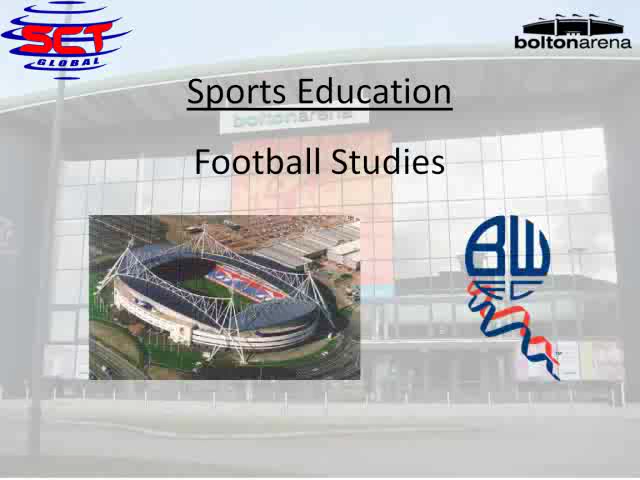 SCT
GLOBAL
boltonarena
Sports Education
boltonarena
Football Studies
BW
FC